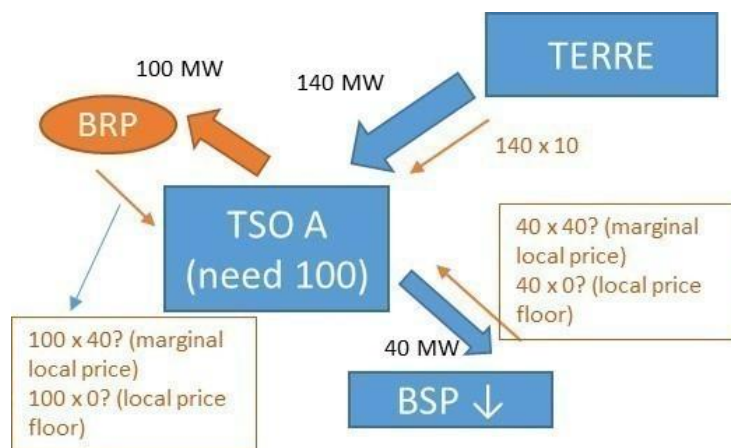 TERRE
100 MW
140 MW
BRP
140 x 10
TSO A
(need 100)
40 x 40? (marginal
local price)
40 x 0? (local price
floor)
100 x 40? (marginal
local price)
100 x 0? (local price
floor)
40 MW
BSP ↓